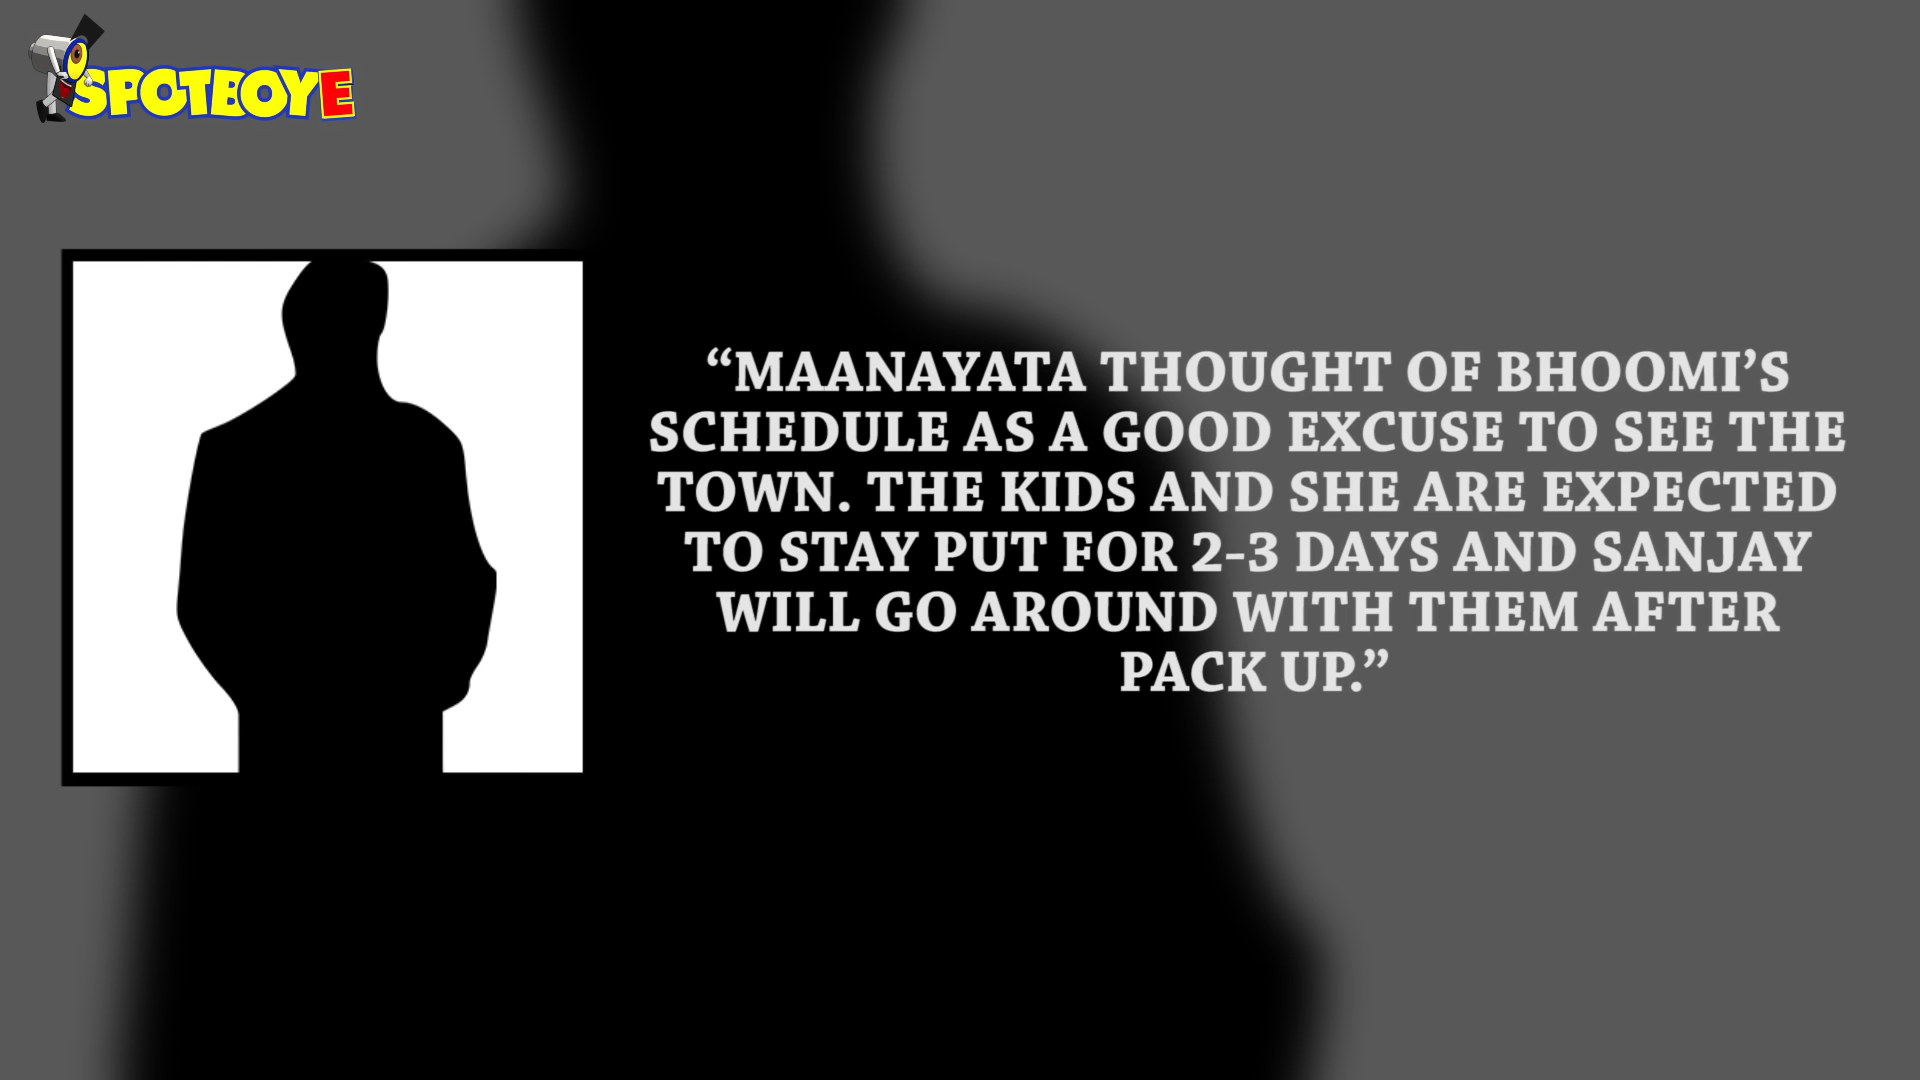 SPOTBOYE
“MAANAYATA THOUGHT OF BHOOMI’S
SCHEDULE AS A GOOD EXCUSE TO SEE THE
TOWN. THE KIDS AND SHE ARE EXPECTED
TO STAY PUT FOR 2-3 DAYS AND SANJAY
WILL GO AROUND WITH THEM AFTER
PACK UP.”